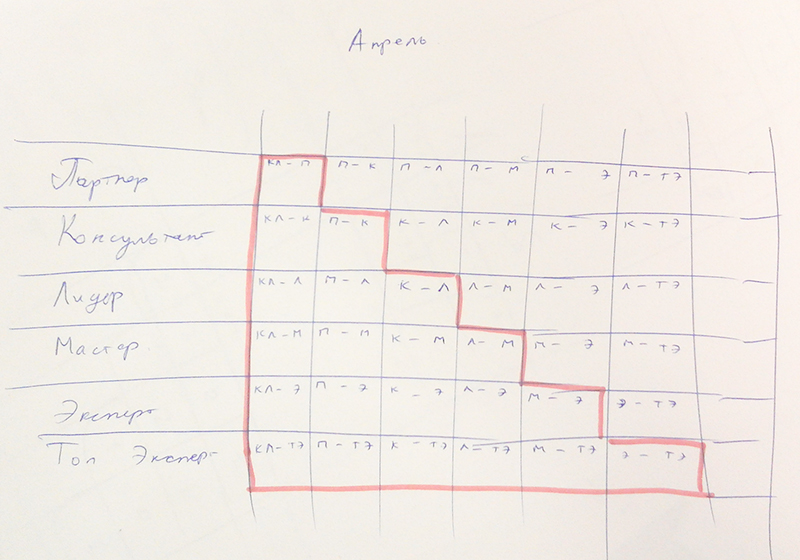 Апрель
Партнер КЛ - П П - К П - Л П - М П - Э П - ТЭ
Консультант КЛ - К П - К К - Л К - М К - Э К - ТЭ
Лидер КЛ - Л П - Л К - Л Л - М Л - Э Л - ТЭ
Мастер КЛ - М П - М К - М Л - М М - Э М - ТЭ
Эксперт КЛ - Э П - Э К - Э Л - Э М - Э Э - ТЭ
Топ Эксперт КЛ - ТЭ П - ТЭ К - ТЭ Л - ТЭ М - ТЭ Э - ТЭ